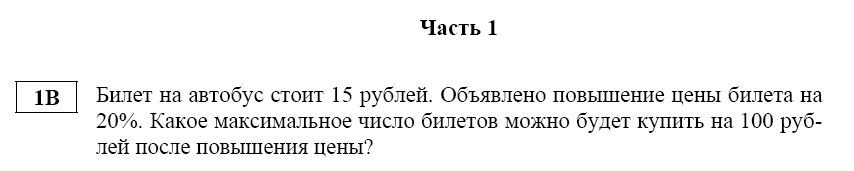 Часть 1
1В Билет на автобус стоит 15 рублей. Объявлено повышение цены билета на
20%. Какое максимальное число билетов можно будет купить на 100 руб-
лей после повышения цены?